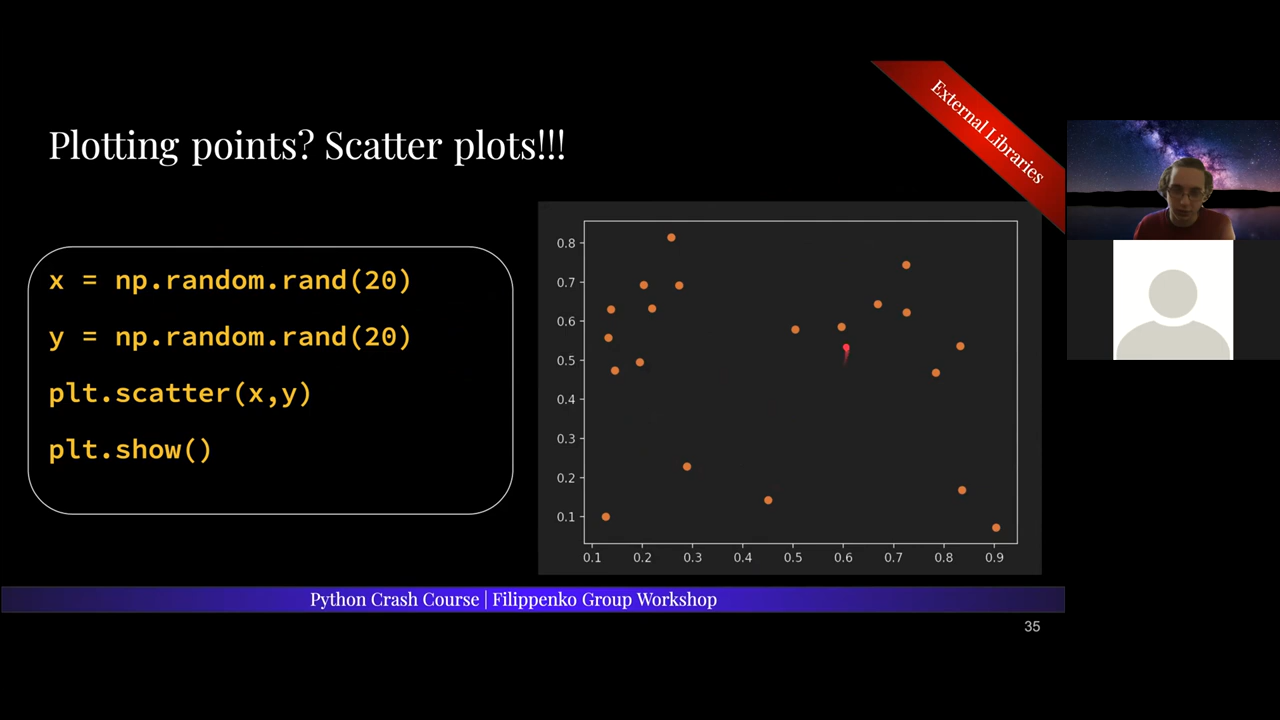 External Libraries
Plotting points? Scatter plots!!!
x = np.random.rand(20)
y = np.random.rand(20)
plt.scatter(x,y)
plt.show()
0.8
0.7
0.6
0.5
0.4
0.3
0.2
0.1
0.1 0.2 0.3 0.4 0.5 0.6 0.7 0.8 0.9
Python Crash Course | Filippenko Group Workshop
35